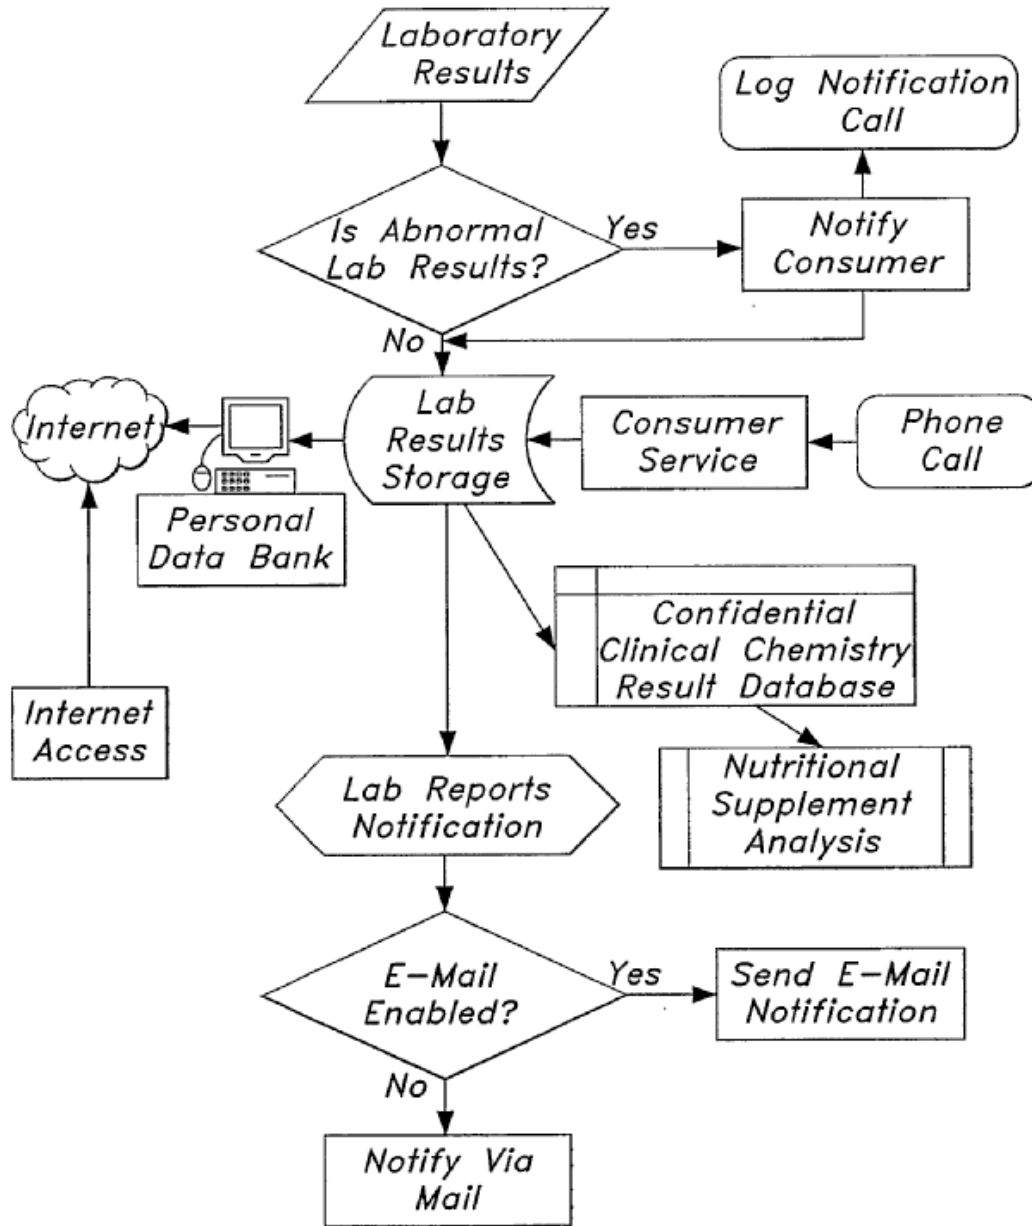 Laboratory
Results
Log Notification
Call
Is Abnormal
Lab Results?
Yes
Notify
Consumer
No
Internet
Lab
Results
Storage
Consumer
Service
Phone
Call
Personal
Data Bank
Confidential
Clinical Chemistry
Result Database
Internet
Access
Lab Reports
Notification
Nutritional
Supplement
Analysis
E-Mail
Enabled?
Yes
Send E-Mail
Notification
No
Notify Via
Mail